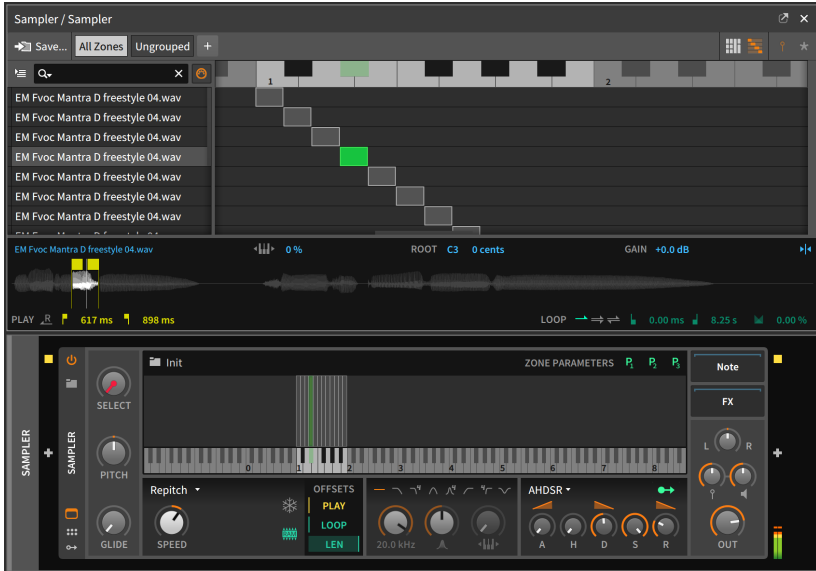 Sampler / Sampler
Save... All Zones Ungrouped +
1 2
EM Fvoc Mantra D freestyle 04.wav
EM Fvoc Mantra D freestyle 04.wav
EM Fvoc Mantra D freestyle 04.wav
EM Fvoc Mantra D freestyle 04.wav
EM Fvoc Mantra D freestyle 04.wav
EM Fvoc Mantra D freestyle 04.wav
EM Fvoc Mantra D freestyle 04.wav
EM Fvoc Mantra D freestyle 04.wav 0 % ROOT C3 0 cents GAIN +0.0 dB
PLAY R 617 ms 898 ms LOOP 0.00 ms 8.25 s 0.00 %
Init ZONE PARAMETERS P1 P2 P3 Note
SELECT FX
SAMPLER SAMPLER L R
PITCH 0 1 2 3 4 5 6 7 8
Repitch OFFSETS AHDSR
PLAY
LOOP
GLIDE SPEED LEN 20.0 kHz A H D S R OUT